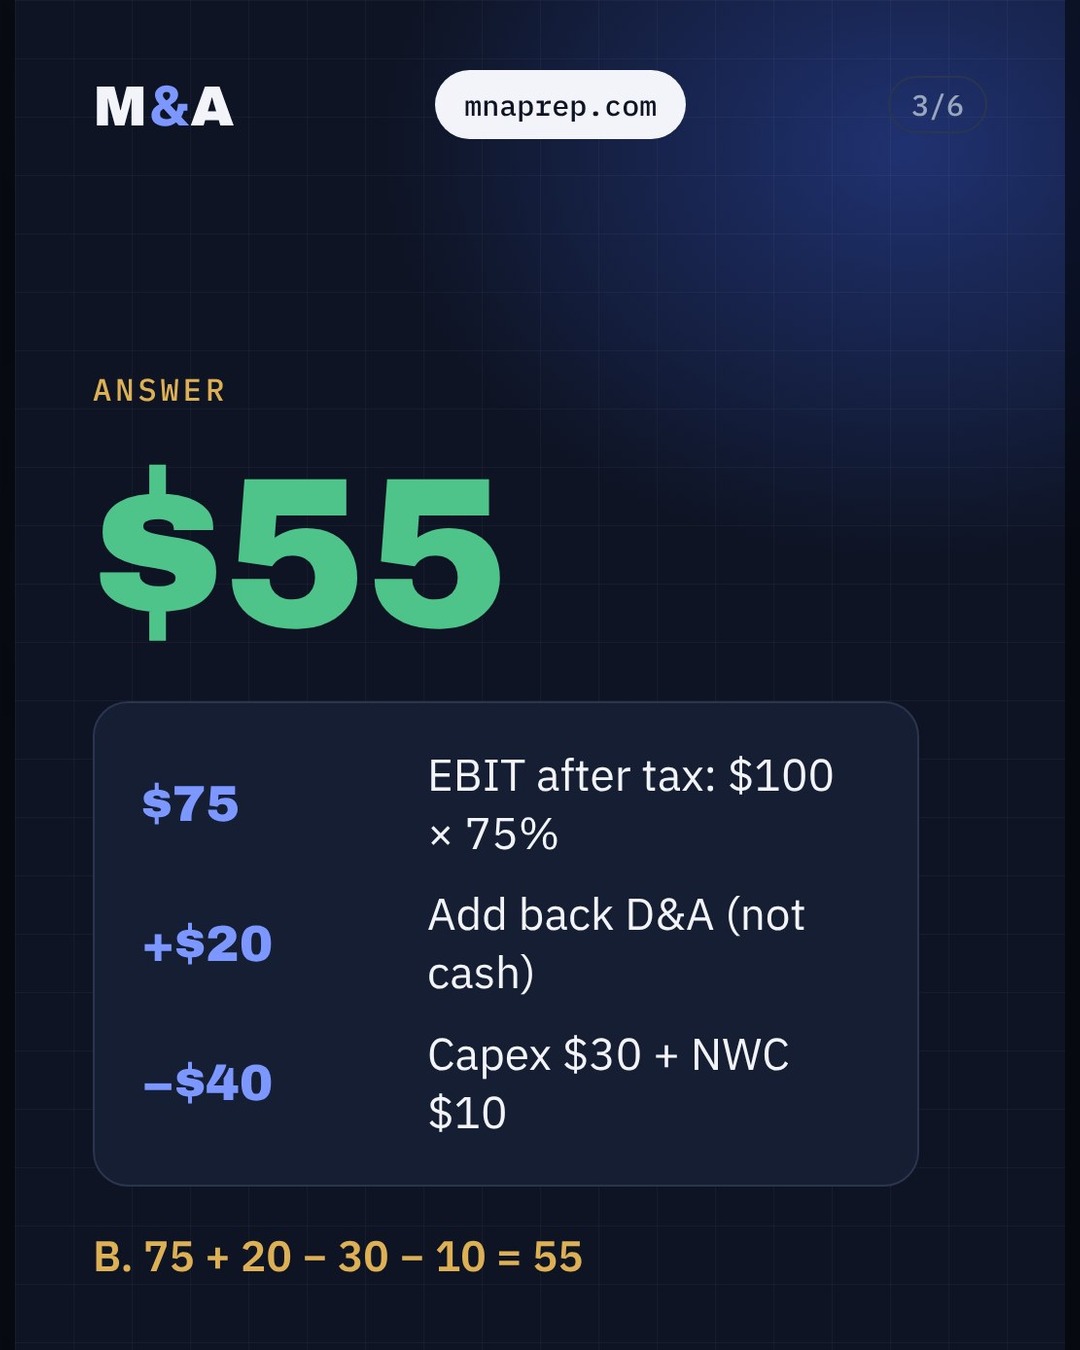 M&A
mnaprep.com
3/6
ANSWER
$55
$75
EBIT after tax: $100
× 75%
+$20
Add back D&A (not
cash)
–$40
Capex $30 + NWC
$10
B. 75 + 20 – 30 – 10 = 55